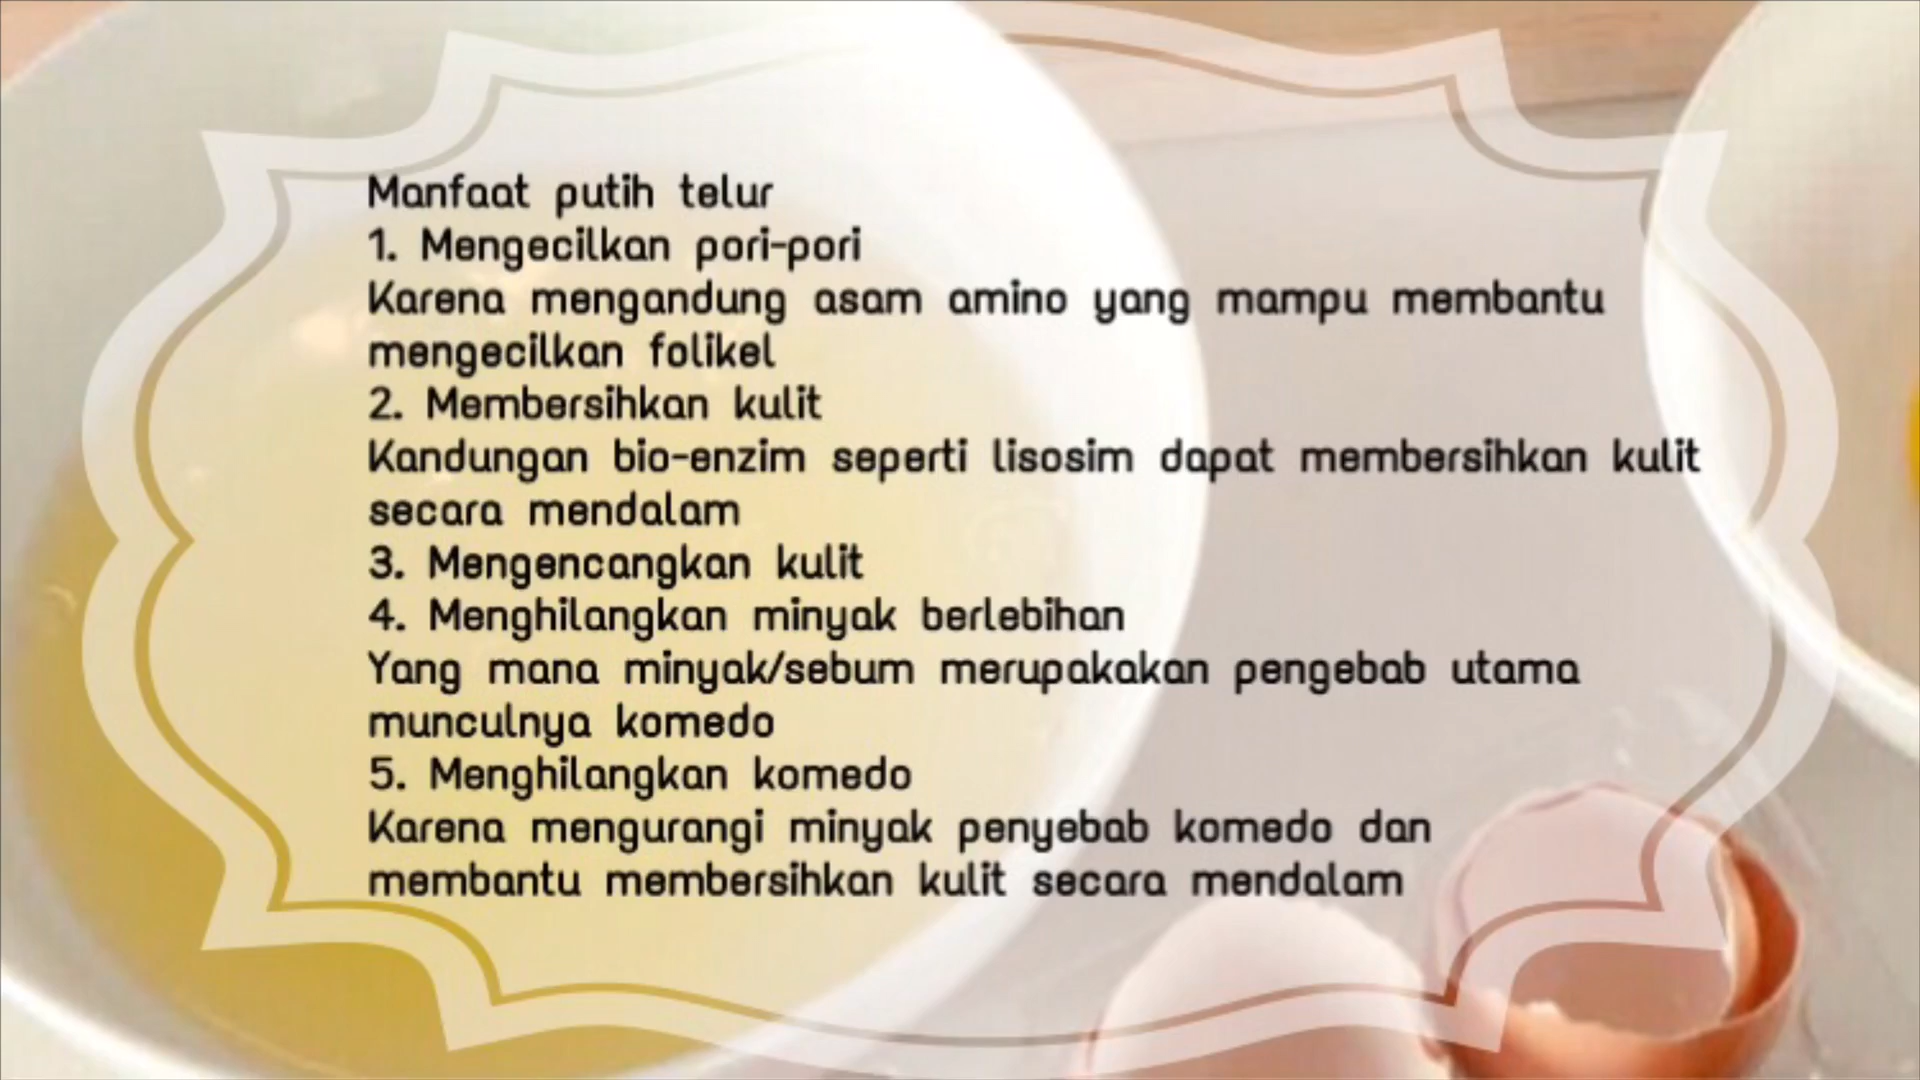 Manfaat putih telur
1. Mengecilkan pori-pori
Karena mengandung asam amino yang mampu membantu
mengecilkan folikel
2. Membersihkan kulit
Kandungan bio-enzim seperti lisosim dapat membersihkan kulit
secara mendalam
3. Mengencangkan kulit
4. Menghilangkan minyak berlebihan
Yang mana minyak/sebum merupakakan pengebab utama
munculnya komedo
5. Menghilangkan komedo
Karena mengurangi minyak penyebab komedo dan
membantu membersihkan kulit secara mendalam